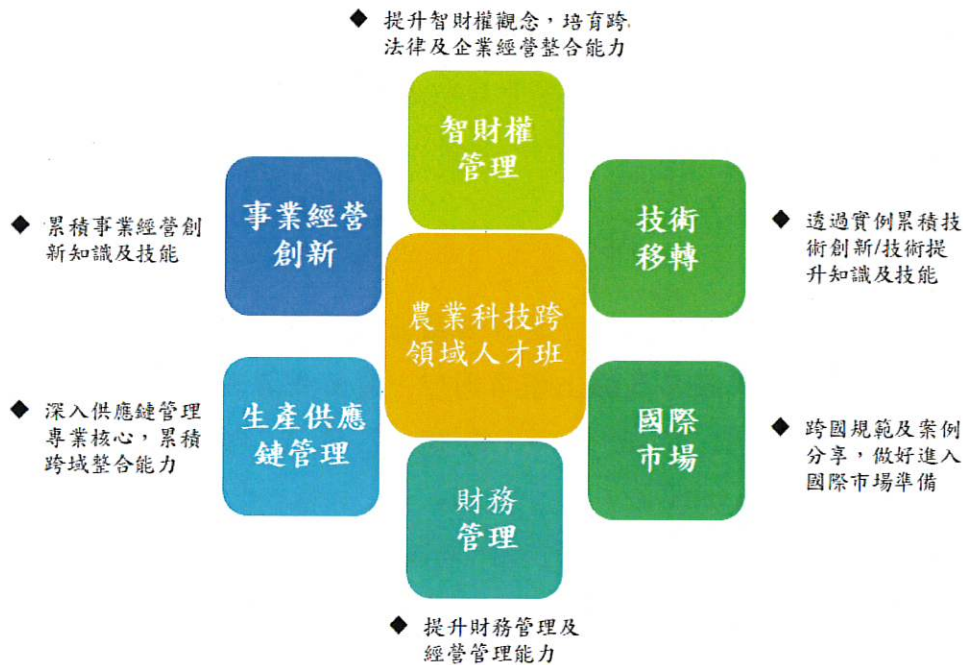 ◆ 提升智財權觀念，培育跨
法律及企業經營整合能力
智財權
管理
事業經營
創新
◆ 累積事業經營創
新知識及技能
技術
移轉
◆ 透過實例累積技
術創新/技術提
升知識及技能
農業科技跨
領域人才班
生產供應
鏈管理
◆ 深入供應鏈管理
專業核心，累積
跨域整合能力
國際
市場
◆ 跨國規範及案例
分享，做好進入
國際市場準備
財務
管理
◆ 提升財務管理及
經營管理能力